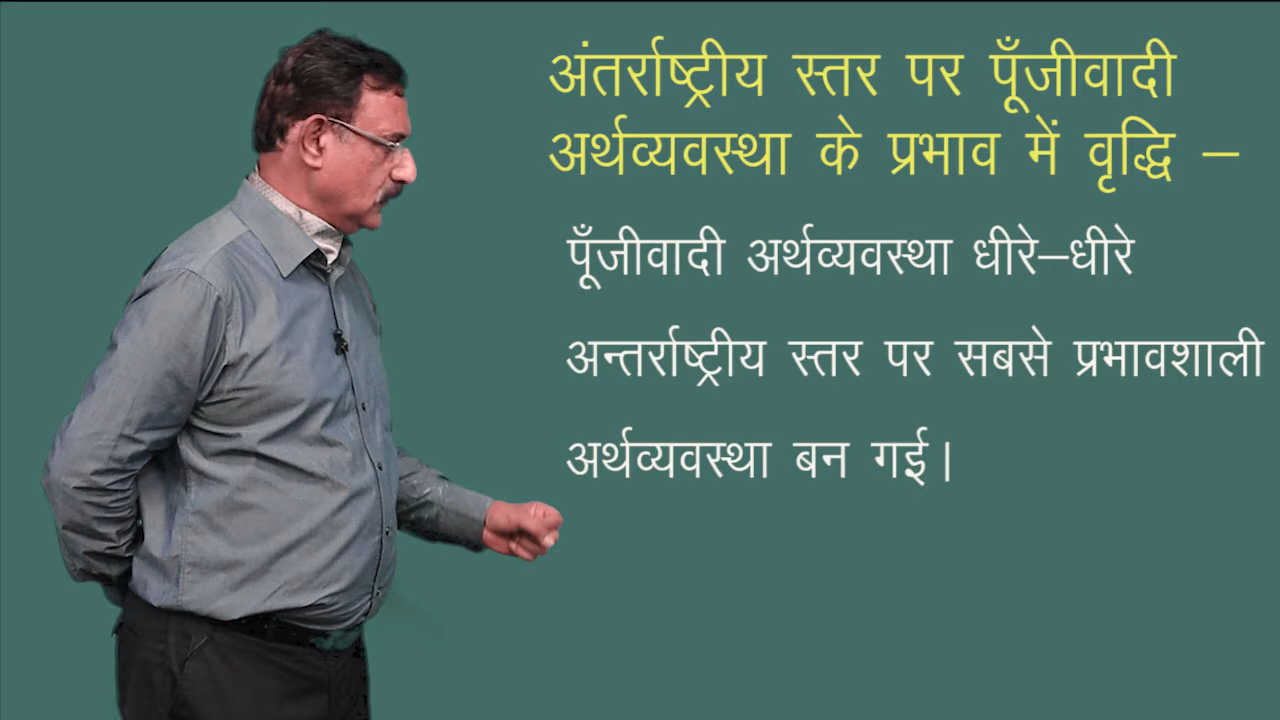 अंतर्राष्ट्रीय स्तर पर पूँजीवादी
अर्थव्यवस्था के प्रभाव में वृद्धि –
पूँजीवादी अर्थव्यवस्था धीरे–धीरे
अन्तर्राष्ट्रीय स्तर पर सबसे प्रभावशाली
अर्थव्यवस्था बन गई।